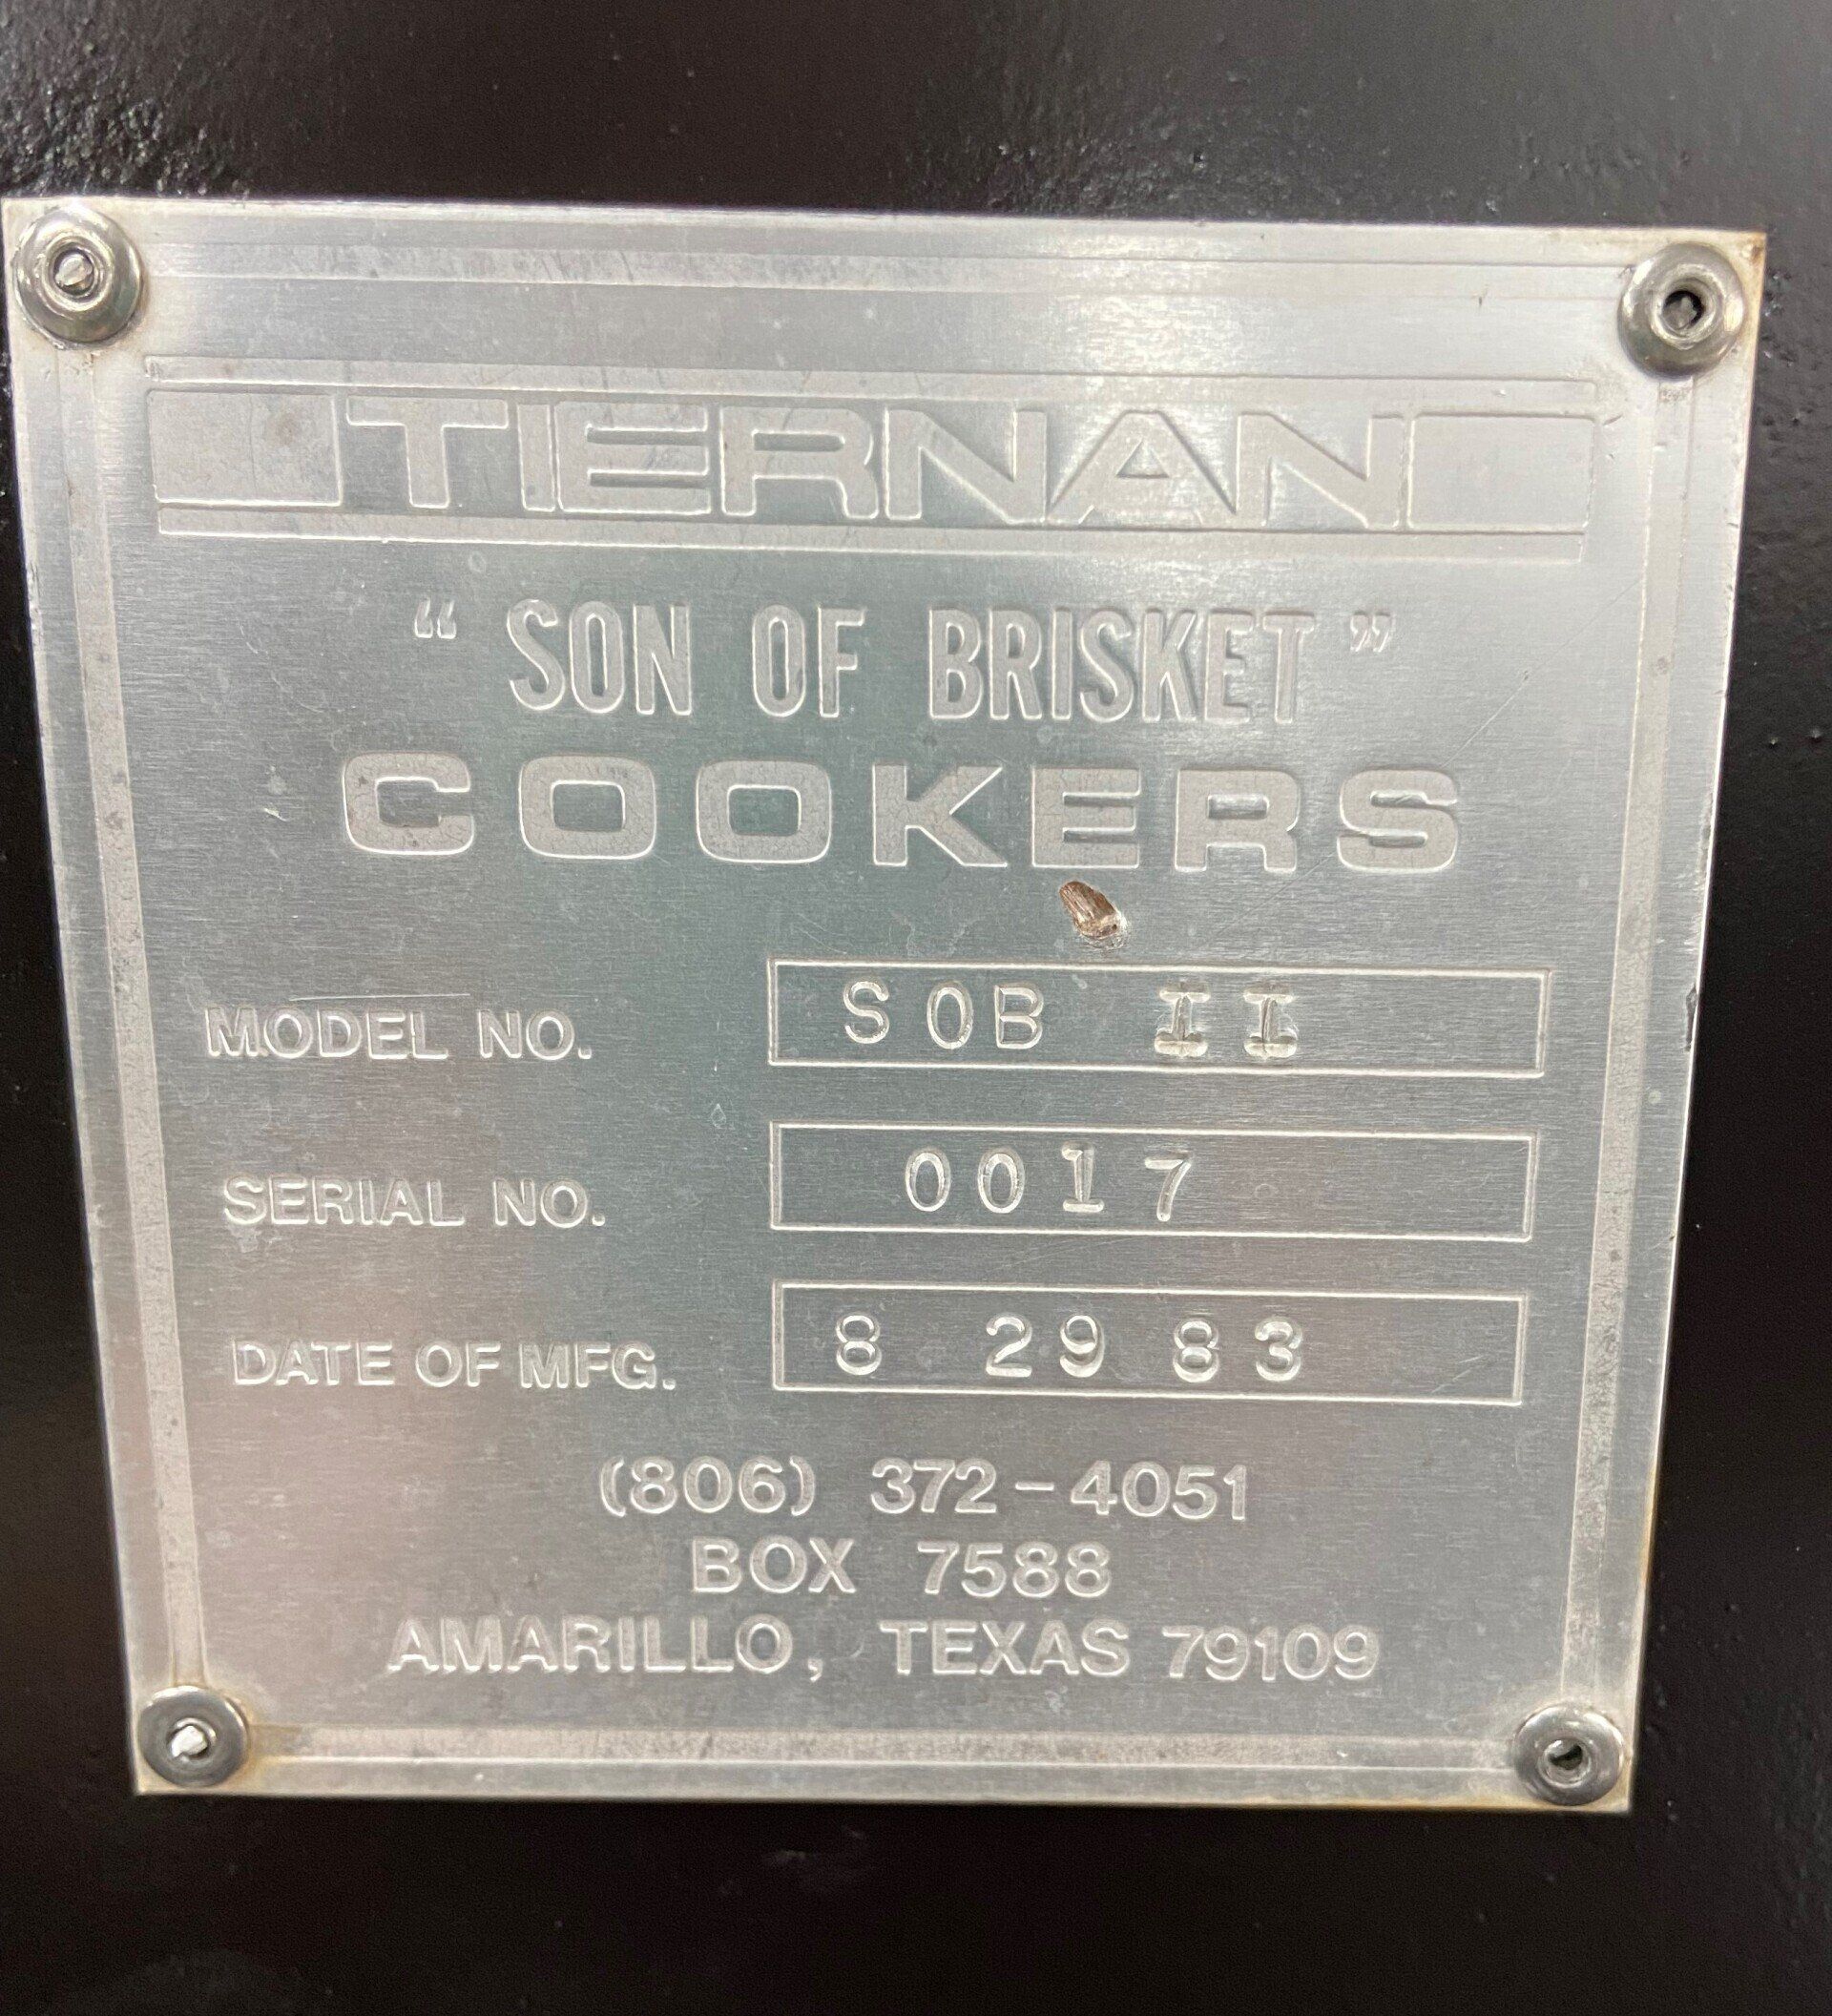 TIERNAN
“ SON OF BRISKET ”
COOKERS
MODEL NO. SOB II
SERIAL NO. 0017
DATE OF MFG. 8 29 83
(806) 372-4051
BOX 7588
AMARILLO, TEXAS 79109